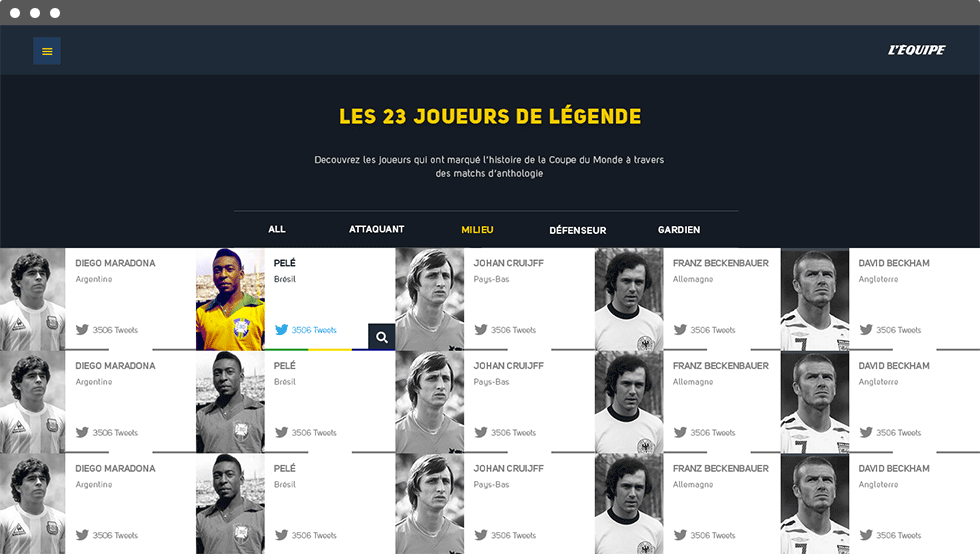 L'EQUIPE
LES 23 JOUEURS DE LÉGENDE
Decouvrez les joueurs qui ont marqué l'histoire de la Coupe du Monde à travers
des matchs d'anthologie
ALL ATTAQUANT MILIEU DÉFENSEUR GARDIEN
DIEGO MARADONA PELÉ JOHAN CRUIJFF FRANZ BECKENBAUER DAVID BECKHAM
Argentine Brésil Pays-Bas Allemagne Angleterre
3506 Tweets 3506 Tweets 3506 Tweets 3506 Tweets 3506 Tweets
DIEGO MARADONA PELÉ JOHAN CRUIJFF FRANZ BECKENBAUER DAVID BECKHAM
Argentine Brésil Pays-Bas Allemagne Angleterre
7
3506 Tweets 3506 Tweets 3506 Tweets 3506 Tweets 3506 Tweets
DIEGO MARADONA PELÉ JOHAN CRUIJFF FRANZ BECKENBAUER DAVID BECKHAM
Argentine Brésil Pays-Bas Allemagne Angleterre
7
3506 Tweets 3506 Tweets 3506 Tweets 3506 Tweets 3506 Tweets